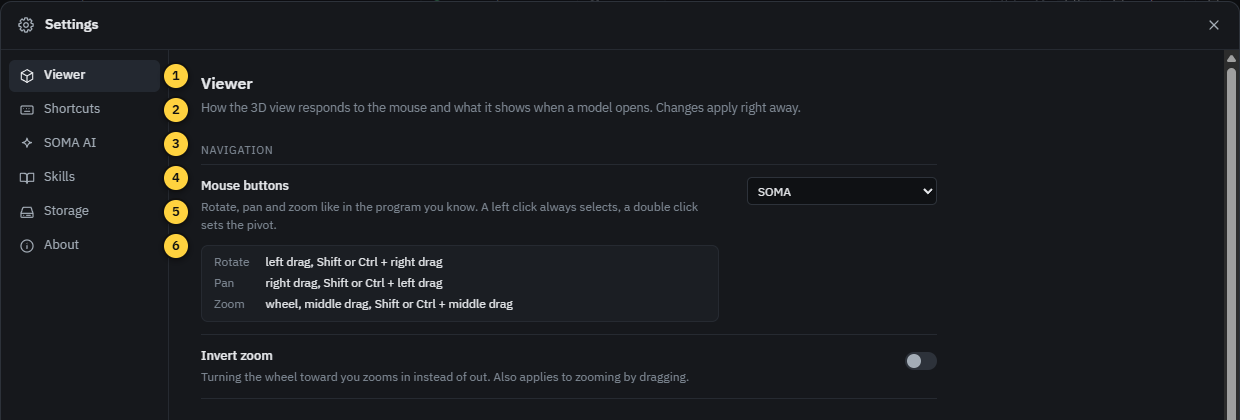 Settings
Viewer
Shortcuts
SOMA AI
Skills
Storage
About
1
2
3
4
5
6
Viewer
How the 3D view responds to the mouse and what it shows when a model opens. Changes apply right away.
NAVIGATION
Mouse buttons
Rotate, pan and zoom like in the program you know. A left click always selects, a double click
sets the pivot.
SOMA
Rotate left drag, Shift or Ctrl + right drag
Pan right drag, Shift or Ctrl + left drag
Zoom wheel, middle drag, Shift or Ctrl + middle drag
Invert zoom
Turning the wheel toward you zooms in instead of out. Also applies to zooming by dragging.